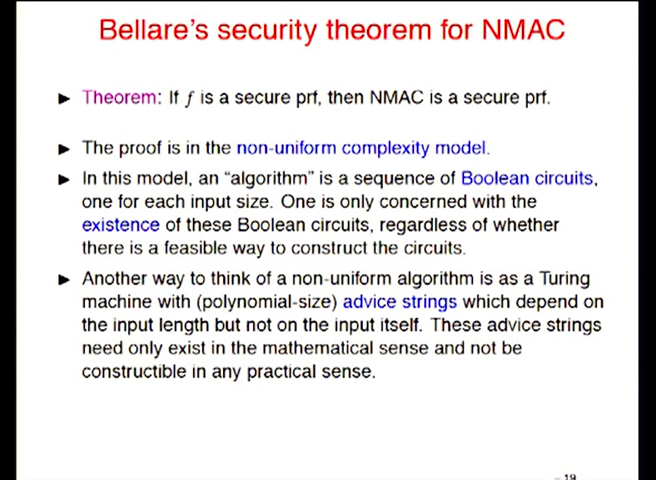 Bellare's security theorem for NMAC
► Theorem: If f is a secure prf, then NMAC is a secure prf.
► The proof is in the non-uniform complexity model.
► In this model, an “algorithm” is a sequence of Boolean circuits,
one for each input size. One is only concerned with the
existence of these Boolean circuits, regardless of whether
there is a feasible way to construct the circuits.
► Another way to think of a non-uniform algorithm is as a Turing
machine with (polynomial-size) advice strings which depend on
the input length but not on the input itself. These advice strings
need only exist in the mathematical sense and not be
constructible in any practical sense.
– 19